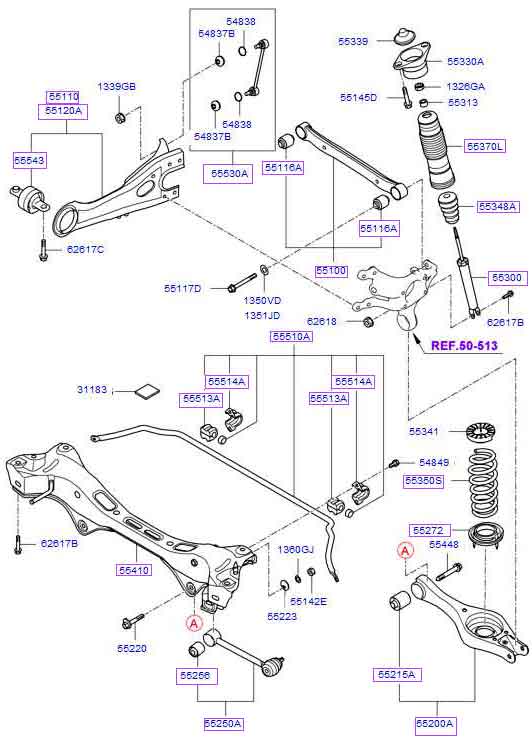 54838
54837B
55339
55330A
1339GB
55110
55120A
1326GA
55145D
55313
54838
54837B
55370L
55543
55116A
55530A
55348A
55116A
62617C
55100
55300
55117D
1350VD
1351JD
62618
62617B
55510A
REF.50-513
55514A
55514A
31183
55513A
55513A
55341
54849
55350S
55272
62617B
1360GJ
A
55448
55410
55142E
55223
A
55220
55256
55215A
55250A
55200A